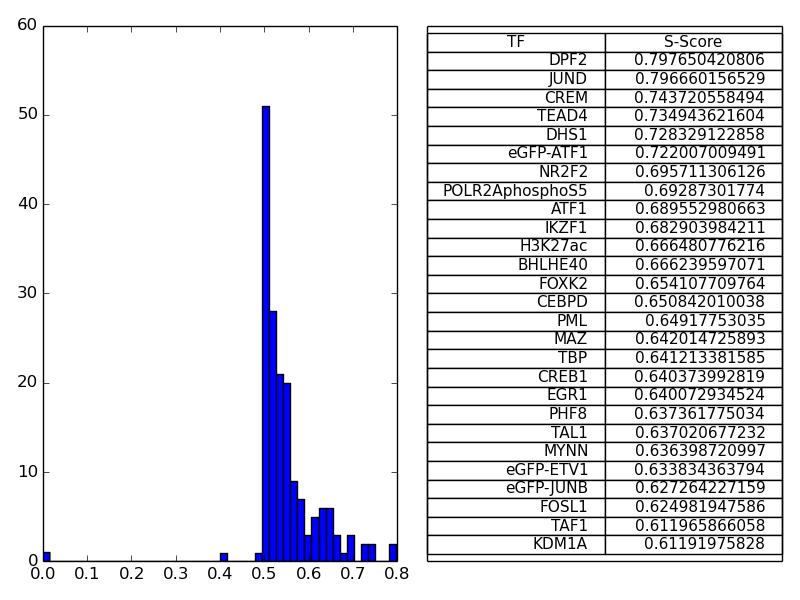 60
50
40
30
20
10
0
0.0 0.1 0.2 0.3 0.4 0.5 0.6 0.7 0.8
TF S-Score
DPF2 0.797650420806
JUND 0.796660156529
CREM 0.743720558494
TEAD4 0.734943621604
DHS1 0.728329122858
eGFP-ATF1 0.722007009491
NR2F2 0.695711306126
POLR2AphosphoS5 0.69287301774
ATF1 0.689552980663
IKZF1 0.682903984211
H3K27ac 0.666480776216
BHLHE40 0.666239597071
FOXK2 0.654107709764
CEBPD 0.650842010038
PML 0.64917753035
MAZ 0.642014725893
TBP 0.641213381585
CREB1 0.640373992819
EGR1 0.640072934524
PHF8 0.637361775034
TAL1 0.637020677232
MYNN 0.636398720997
eGFP-ETV1 0.633834363794
eGFP-JUNB 0.627264227159
FOSL1 0.624981947586
TAF1 0.611965866058
KDM1A 0.61191975828